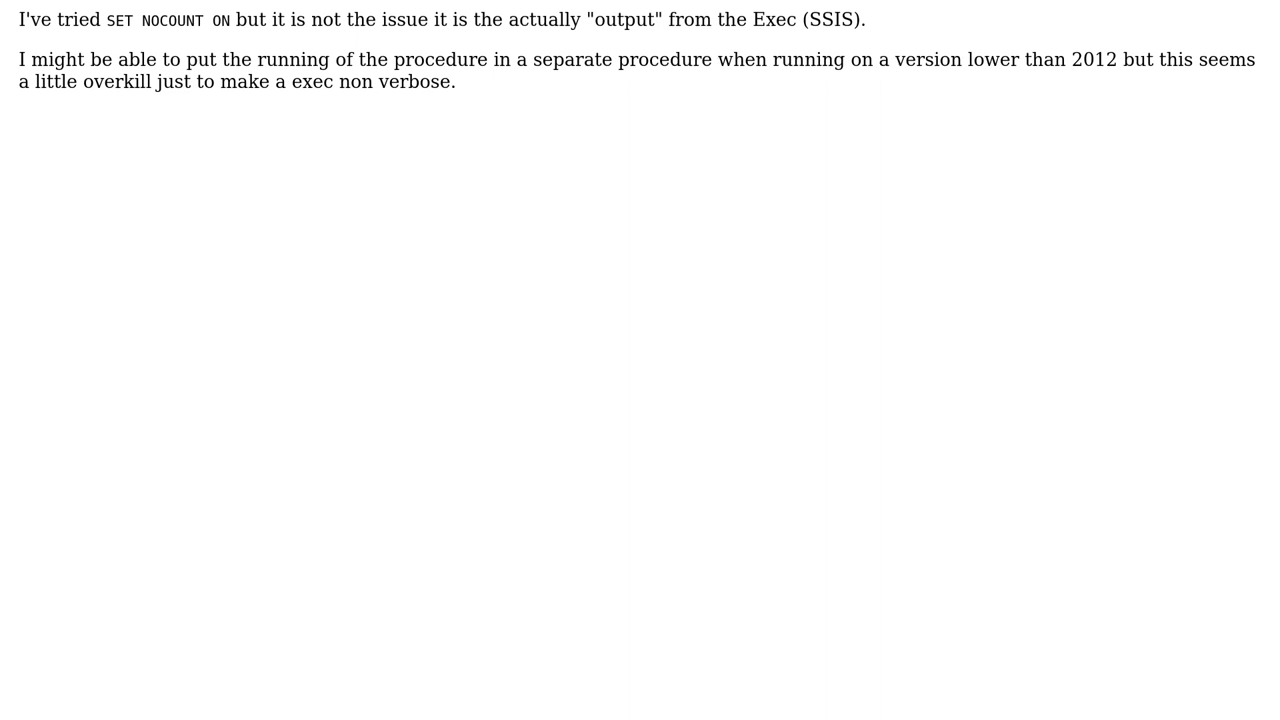 I've tried SET NOCOUNT ON but it is not the issue it is the actually "output" from the Exec (SSIS).
I might be able to put the running of the procedure in a separate procedure when running on a version lower than 2012 but this seems
a little overkill just to make a exec non verbose.